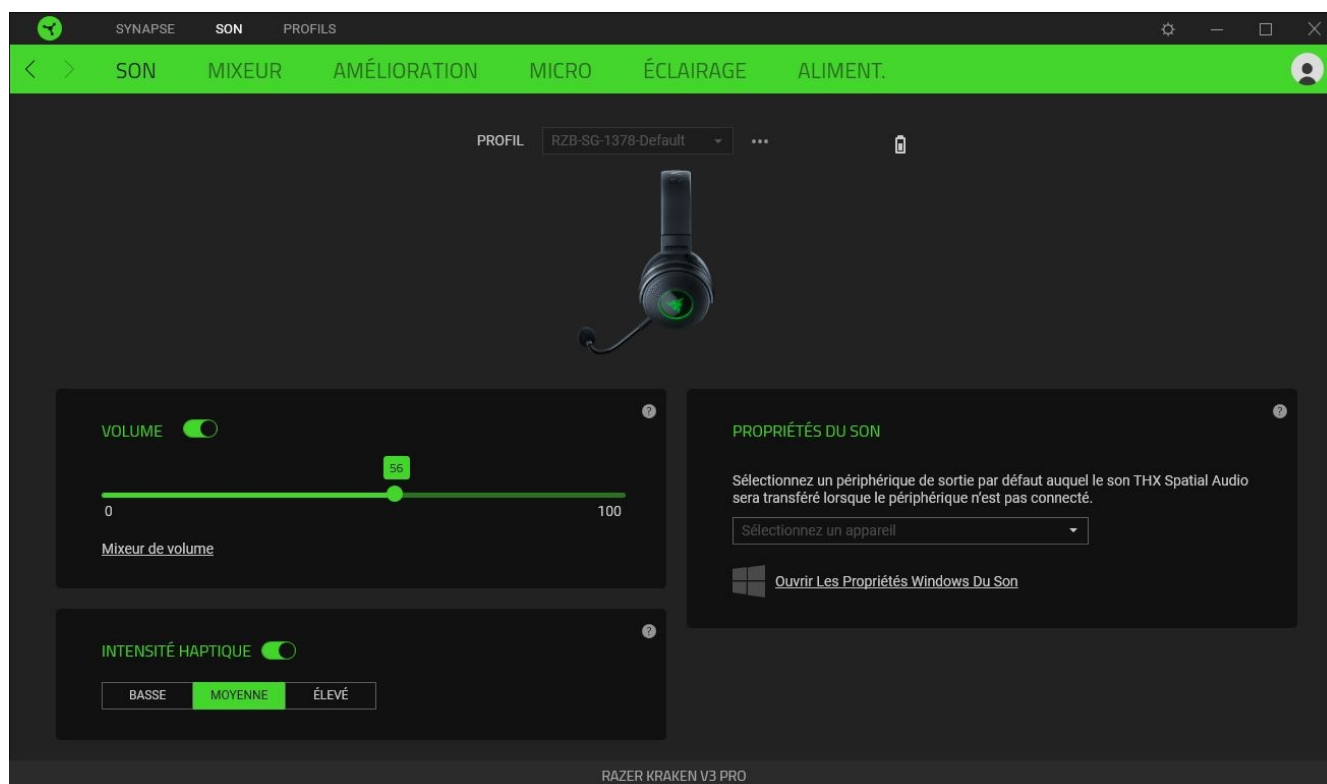 SYNAPSE SON PROFILS
SON MIXEUR AMÉLIORATION MICRO ÉCLAIRAGE ALIMENT.
PROFIL RZB-SG-1378-Default
VOLUME
56
0 100
Mixeur de volume
INTENSITÉ HAPTIQUE
BASSE MOYENNE ÉLEVÉ
PROPRIÉTÉS DU SON
Sélectionnez un périphérique de sortie par défaut auquel le son THX Spatial Audio
sera transféré lorsque le périphérique n'est pas connecté.
Sélectionnez un appareil
Ouvrir Les Propriétés Windows Du Son
RAZER KRAKEN V3 PRO